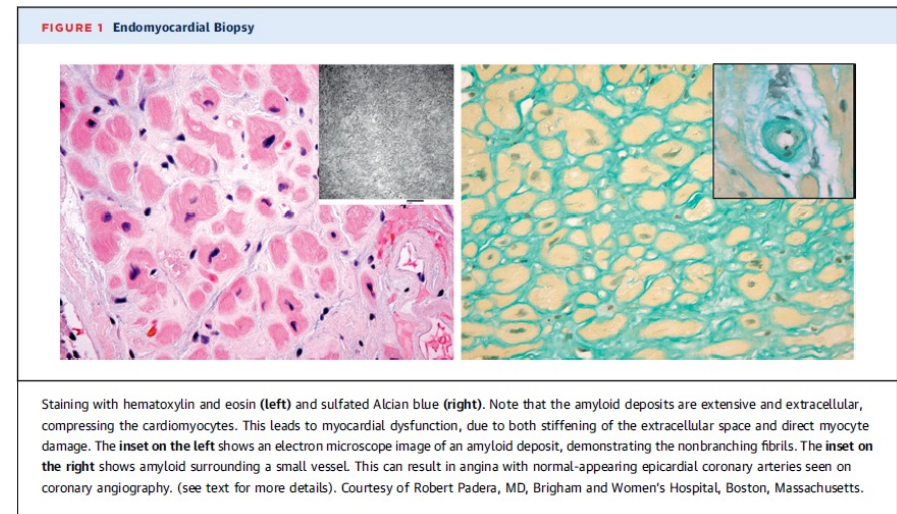 FIGURE 1 Endomyocardial Biopsy
Staining with hematoxylin and eosin (left) and sulfated Alcian blue (right). Note that the amyloid deposits are extensive and extracellular,
compressing the cardiomyocytes. This leads to myocardial dysfunction, due to both stiffening of the extracellular space and direct myocyte
damage. The inset on the left shows an electron microscope image of an amyloid deposit, demonstrating the nonbranching fibrils. The inset on
the right shows amyloid surrounding a small vessel. This can result in angina with normal-appearing epicardial coronary arteries seen on
coronary angiography. (see text for more details). Courtesy of Robert Padera, MD, Brigham and Women's Hospital, Boston, Massachusetts.